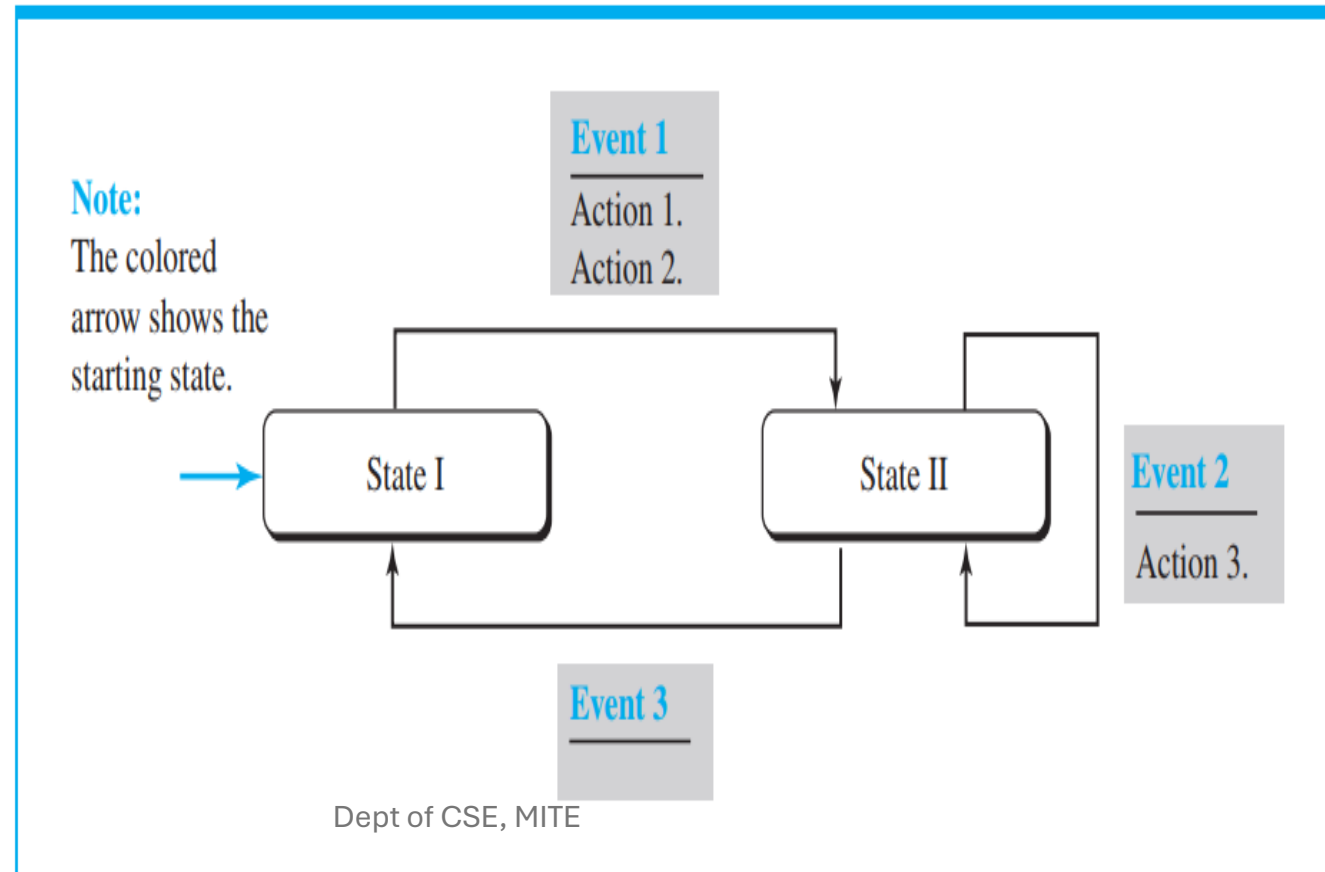 Event 1
Action 1.
Action 2.
Note:
The colored
arrow shows the
starting state.
State I
State II
Event 2
Action 3.
Event 3
Dept of CSE, MITE